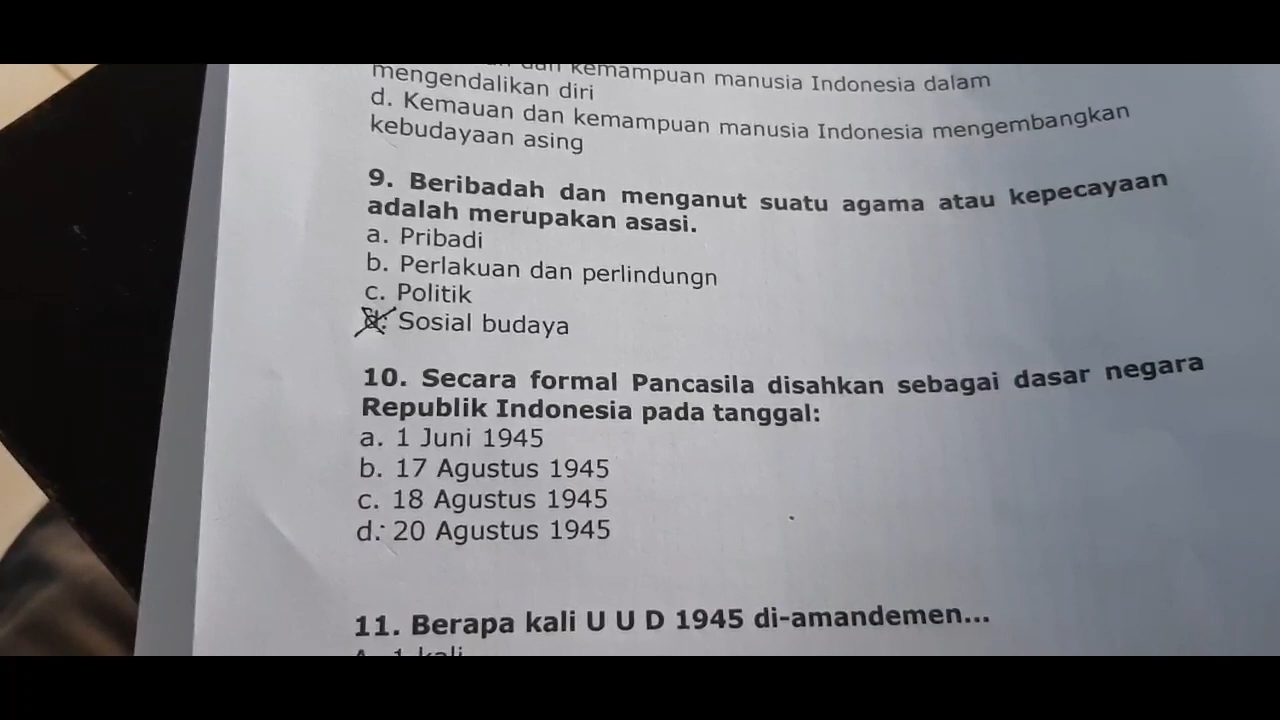 kemampuan manusia Indonesia dalam
mengendalikan diri
d. Kemauan dan kemampuan manusia Indonesia mengembangkan
kebudayaan asing
9. Beribadah dan menganut suatu agama atau kepecayaan
adalah merupakan asasi.
a. Pribadi
b. Perlakuan dan perlindungn
c. Politik
d. Sosial budaya
10. Secara formal Pancasila disahkan sebagai dasar negara
Republik Indonesia pada tanggal:
a. 1 Juni 1945
b. 17 Agustus 1945
c. 18 Agustus 1945
d. 20 Agustus 1945
11. Berapa kali U U D 1945 di-amandemen...
A. 1 kali